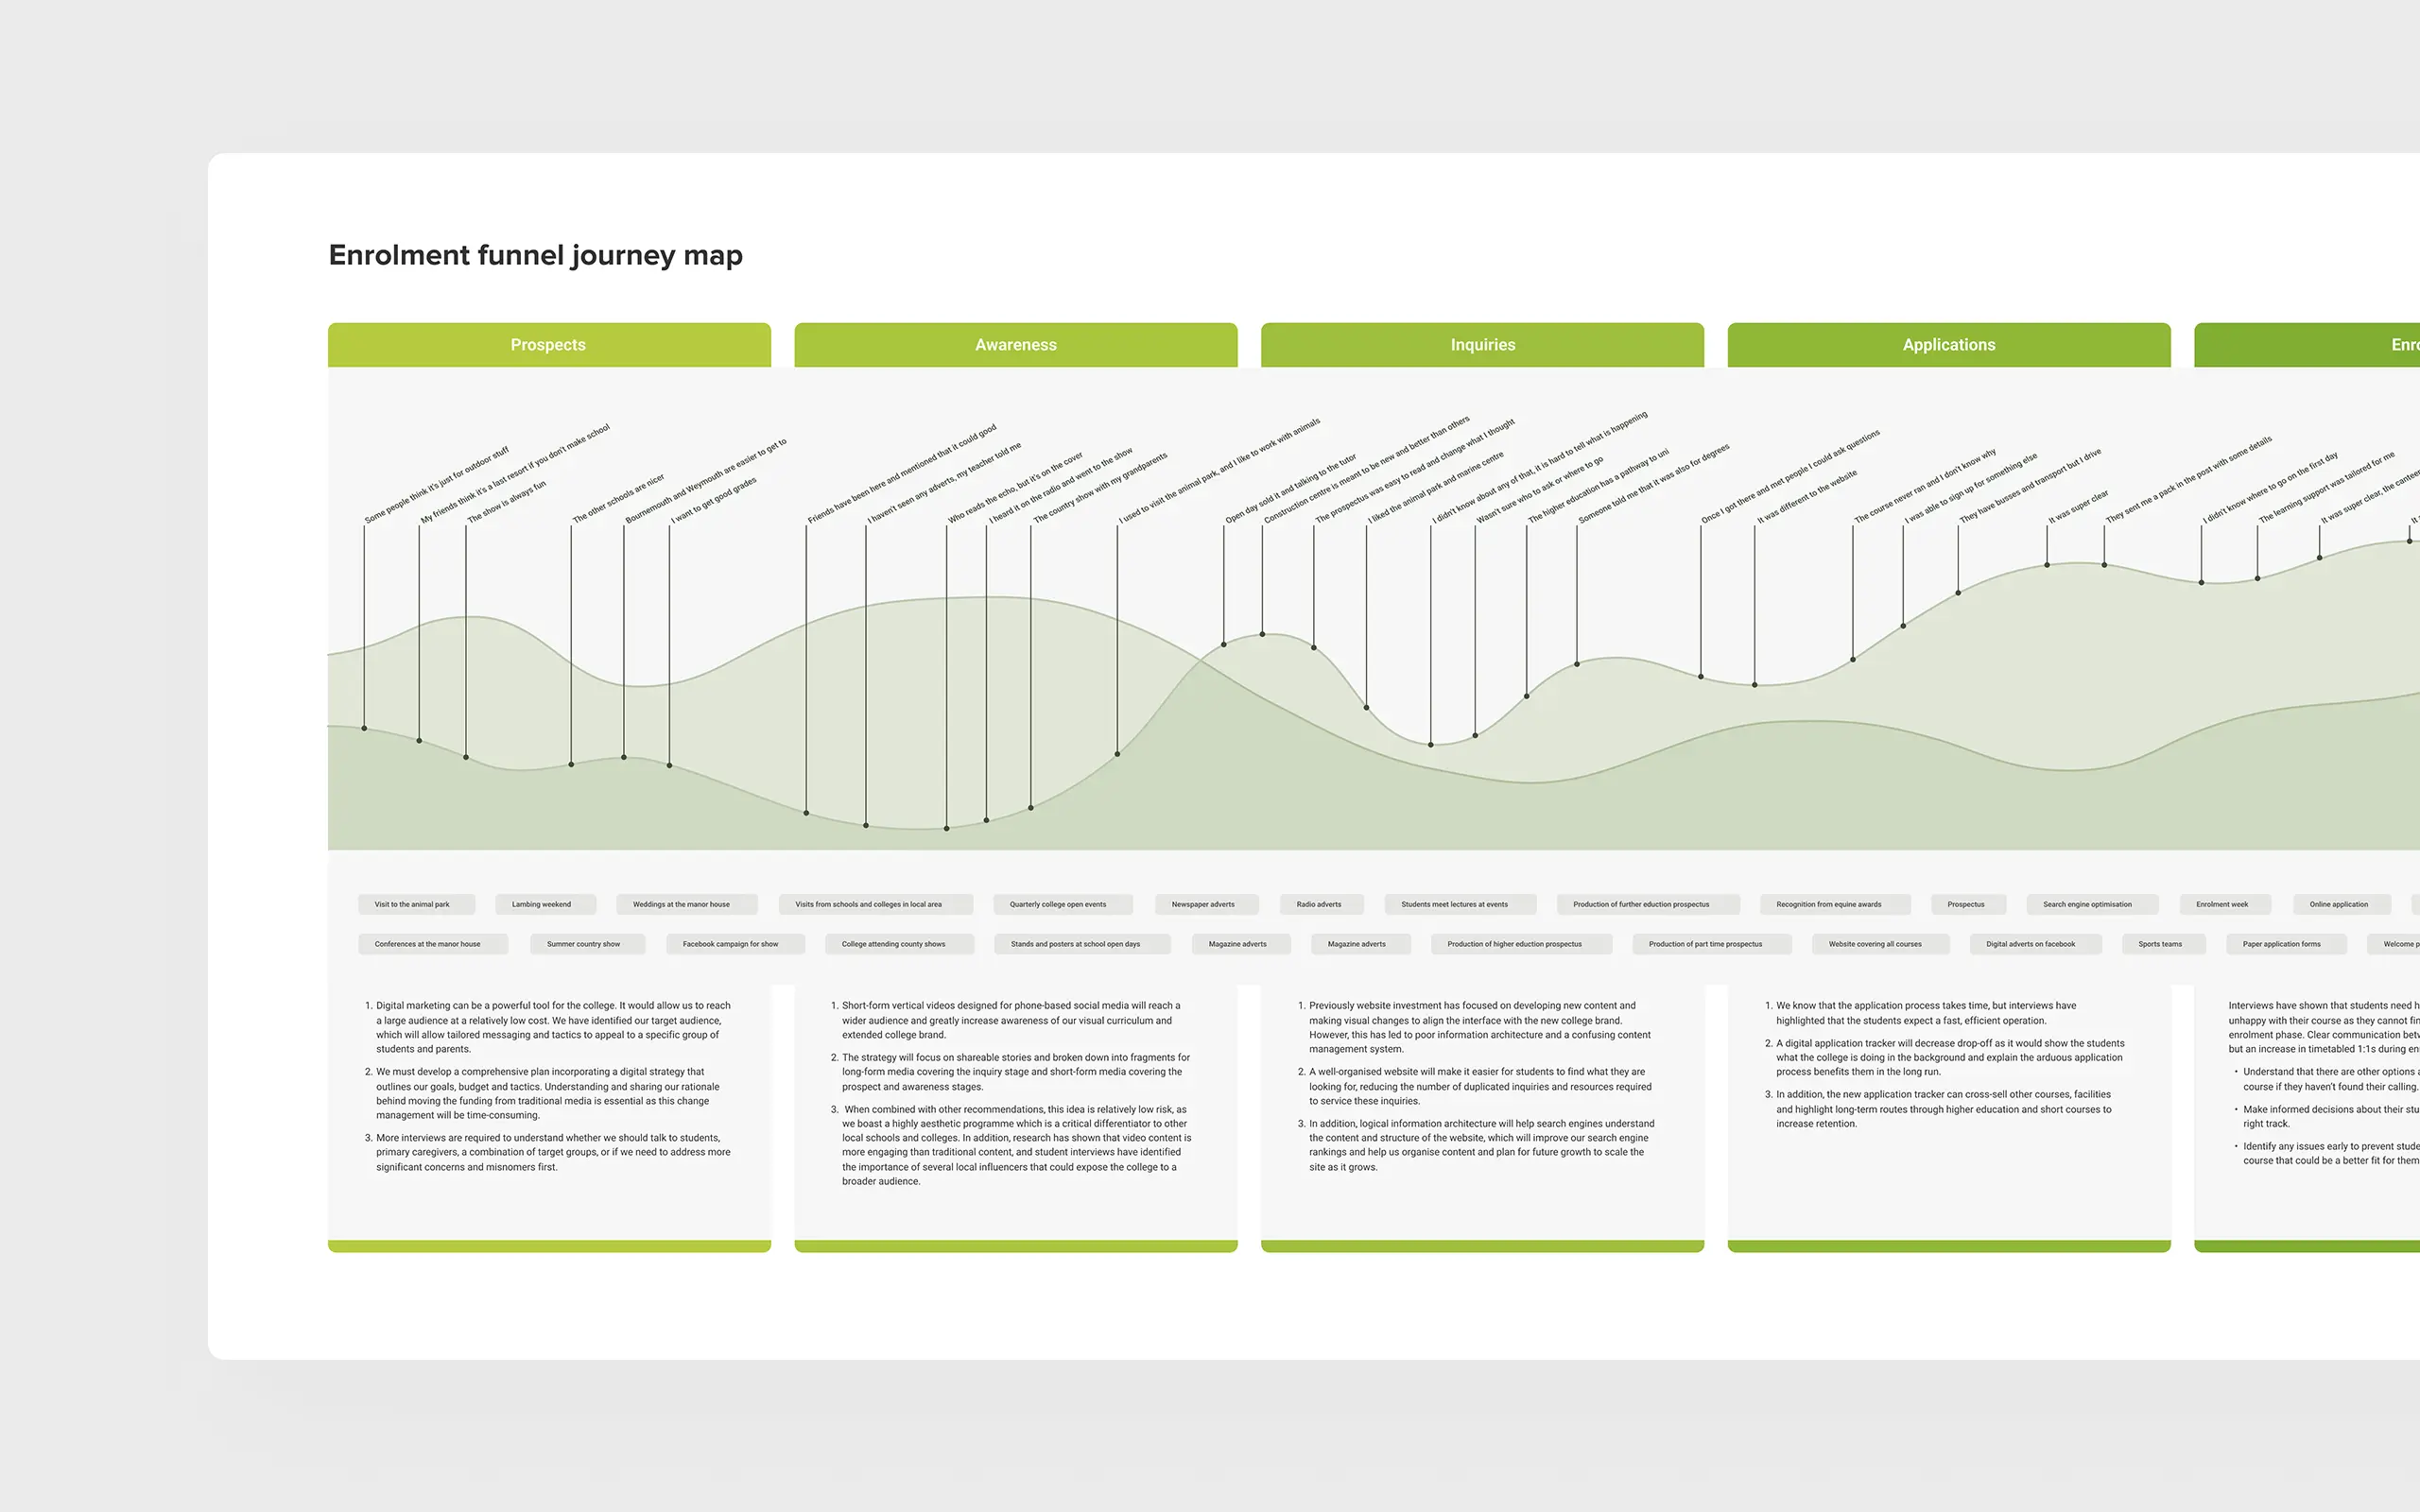 Enrolment funnel journey map
Prospects
Awareness
Inquiries
Applications
Enro
Some people think it's just for outdoor stuff
My friends think it's a last resort if you don't make school
The show is always fun
The other schools are nicer
Bournemouth and Weymouth are easier to get to
I want to get good grades
Friends have been here and mentioned that it could good
I haven't seen any adverts, my teacher told me
Who reads the echo, but it's on the cover
I heard it on the radio and went to the show
The country show with my grandparents
I used to visit the animal park, and I like to work with animals
Open day sold it and talking to the tutor
Construction centre is meant to be new and better than others
The prospectus was easy to read and change what I thought
I liked the animal park and marine centre
I didn't know about any of that, it is hard to tell what is happening
Wasn't sure who to ask or where to go
The higher education has a pathway to uni
Someone told me that it was also for degrees
Once I got there and met people I could ask questions
It was different to the website
The course never ran and I don't know why
I was able to sign up for something else
They have busses and transport but I drive
It was super clear
They sent me a pack in the post with some details
I didn't know where to go on the first day
The learning support was tailored for me
It was super clear, the canteen
It
Visit to the animal park
Lambing weekend
Weddings at the manor house
Visits from schools and colleges in local area
Quarterly college open events
Newspaper adverts
Radio adverts
Students meet lectures at events
Production of further eduction prospectus
Recognition from equine awards
Prospectus
Search engine optimisation
Enrolment week
Online application
Conferences at the manor house
Summer country show
Facebook campaign for show
College attending county shows
Stands and posters at school open days
Magazine adverts
Magazine adverts
Production of higher eduction prospectus
Production of part time prospectus
Website covering all courses
Digital adverts on facebook
Sports teams
Paper application forms
Welcome p
1. Digital marketing can be a powerful tool for the college. It would allow us to reach
a large audience at a relatively low cost. We have identified our target audience,
which will allow tailored messaging and tactics to appeal to a specific group of
students and parents.
2. We must develop a comprehensive plan incorporating a digital strategy that
outlines our goals, budget and tactics. Understanding and sharing our rationale
behind moving the funding from traditional media is essential as this change
management will be time-consuming.
3. More interviews are required to understand whether we should talk to students,
primary caregivers, a combination of target groups, or if we need to address more
significant concerns and misnomers first.
1. Short-form vertical videos designed for phone-based social media will reach a
wider audience and greatly increase awareness of our visual curriculum and
extended college brand.
2. The strategy will focus on shareable stories and broken down into fragments for
long-form media covering the inquiry stage and short-form media covering the
prospect and awareness stages.
3. When combined with other recommendations, this idea is relatively low risk, as
we boast a highly aesthetic programme which is a critical differentiator to other
local schools and colleges. In addition, research has shown that video content is
more engaging than traditional content, and student interviews have identified
the importance of several local influencers that could expose the college to a
broader audience.
1. Previously website investment has focused on developing new content and
making visual changes to align the interface with the new college brand.
However, this has led to poor information architecture and a confusing content
management system.
2. A well-organised website will make it easier for students to find what they are
looking for, reducing the number of duplicated inquiries and resources required
to service these inquiries.
3. In addition, logical information architecture will help search engines understand
the content and structure of the website, which will improve our search engine
rankings and help us organise content and plan for future growth to scale the
site as it grows.
1. We know that the application process takes time, but interviews have
highlighted that the students expect a fast, efficient operation.
2. A digital application tracker will decrease drop-off as it would show the students
what the college is doing in the background and explain the arduous application
process benefits them in the long run.
3. In addition, the new application tracker can cross-sell other courses, facilities
and highlight long-term routes through higher education and short courses to
increase retention.
Interviews have shown that students need h
unhappy with their course as they cannot fin
enrolment phase. Clear communication betw
but an increase in timetabled 1:1s during en
• Understand that there are other options a
course if they haven't found their calling.
• Make informed decisions about their stu
right track.
• Identify any issues early to prevent stude
course that could be a better fit for them